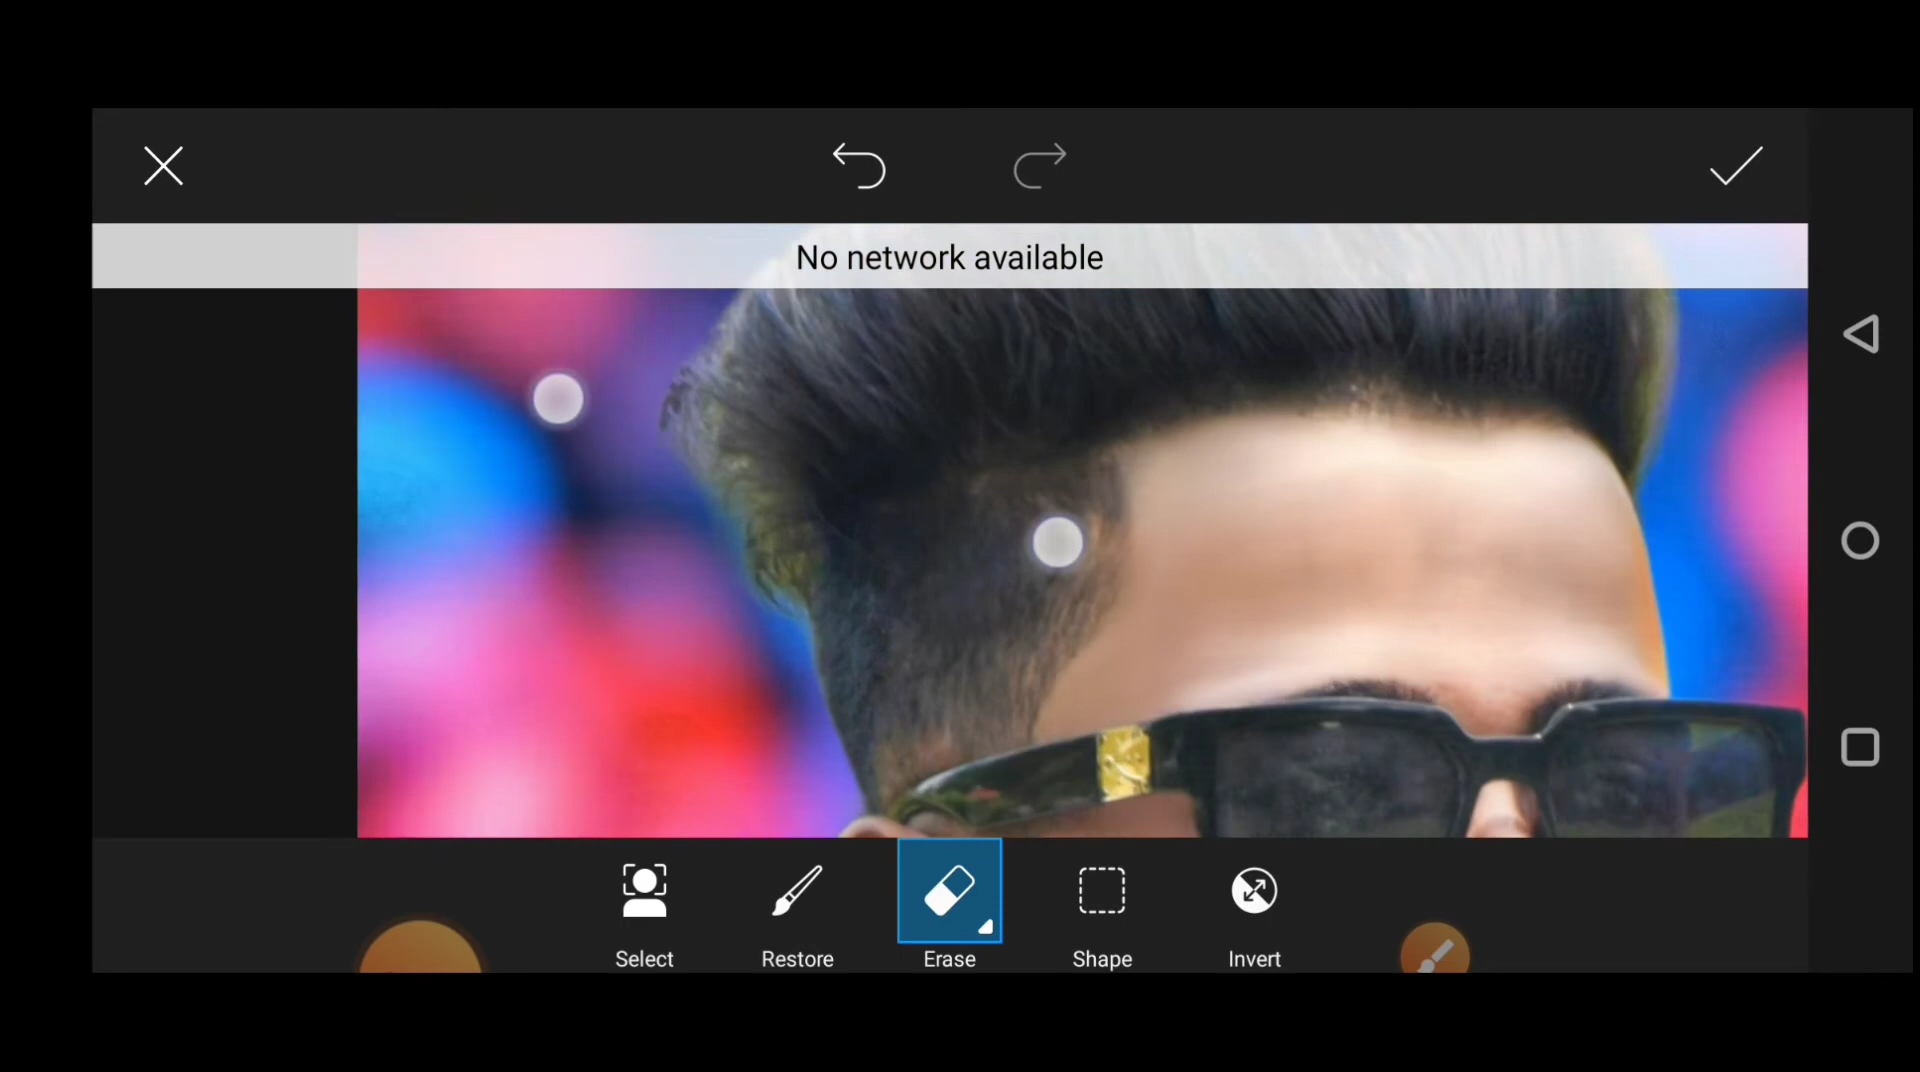 No network available
Select
Restore
Erase
Shape
Invert